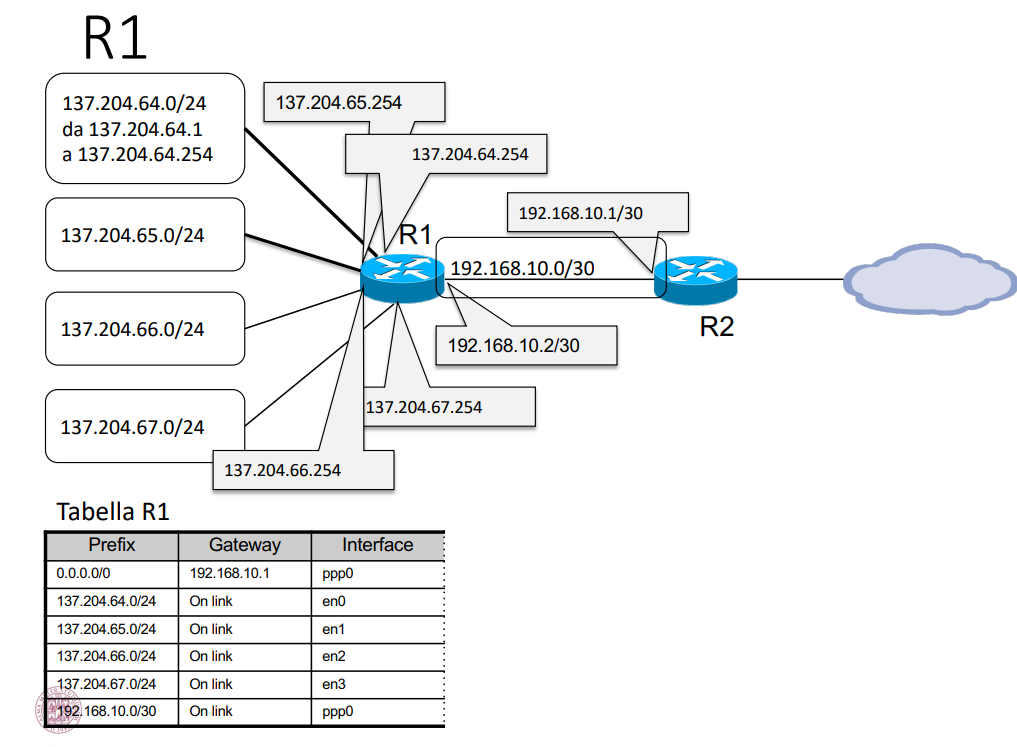 R1
137.204.64.0/24
da 137.204.64.1
a 137.204.64.254
137.204.65.0/24
137.204.66.0/24
137.204.67.0/24
137.204.65.254
137.204.64.254
192.168.10.1/30
R1
192.168.10.0/30
R2
192.168.10.2/30
137.204.67.254
137.204.66.254
Tabella R1
Prefix Gateway Interface
0.0.0.0/0 192.168.10.1 ppp0
137.204.64.0/24 On link en0
137.204.65.0/24 On link en1
137.204.66.0/24 On link en2
137.204.67.0/24 On link en3
192.168.10.0/30 On link ppp0